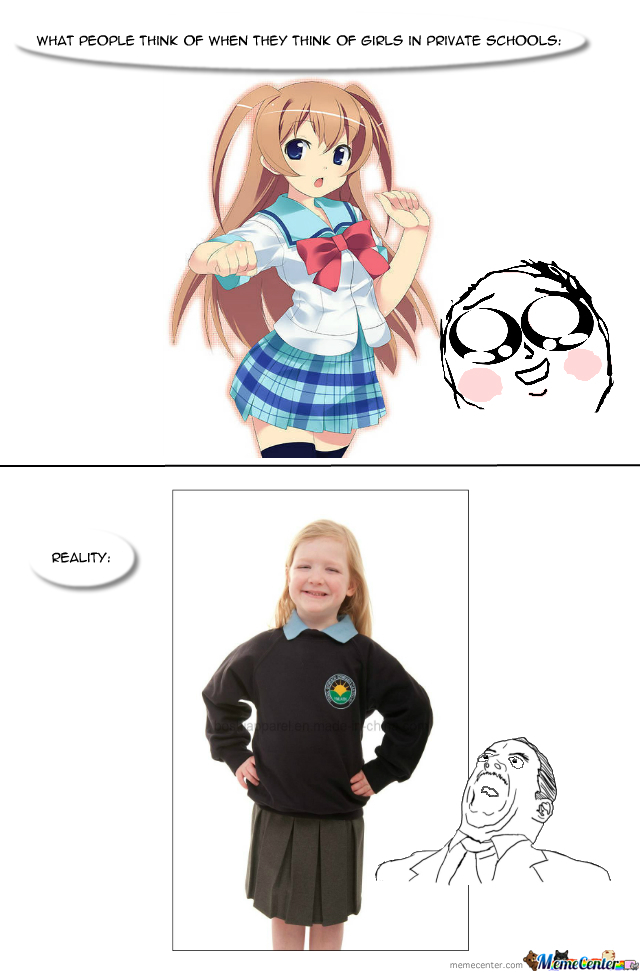 WHAT PEOPLE THINK OF WHEN THEY THINK OF GIRLS IN PRIVATE SCHOOLS:
REALITY:
memecenter.com MemeCenter